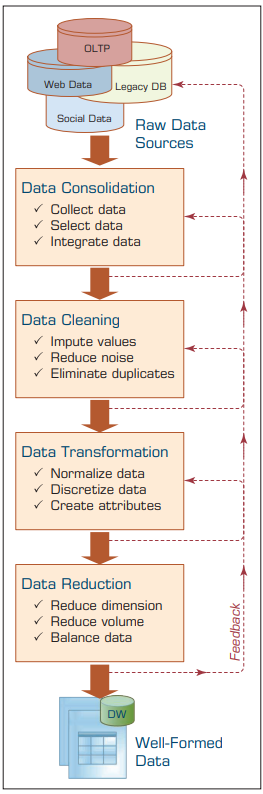 OLTP
Web Data
Legacy DB
Social Data
Raw Data
Sources
Data Consolidation
✓ Collect data
✓ Select data
✓ Integrate data
Data Cleaning
✓ Impute values
✓ Reduce noise
✓ Eliminate duplicates
Data Transformation
✓ Normalize data
✓ Discretize data
✓ Create attributes
Data Reduction
✓ Reduce dimension
✓ Reduce volume
✓ Balance data
Feedback
DW
Well-Formed
Data